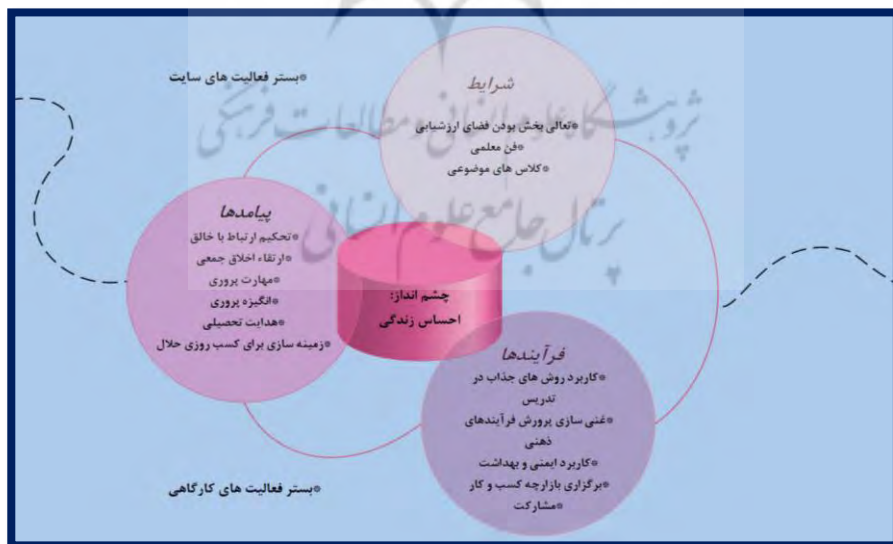 *بستر فعالیت های سایت
شرایط
*تعالی بخش بودن فضای ارزشیابی
*فن معلمی
*کلاس های موضوعی
پژوهشگاه علوم انسانی و مطالعات فرهنگی
پرتال جامع علوم انسانی
پیامدها
*تحکیم ارتباط با خالق
*ارتقاء اخلاق جمعی
*مهارت پروری
*انگیزه پروری
*هدایت تحصیلی
*زمینه سازی برای کسب روزی حلال
چشم انداز:
احساس زندگی
فرآیندها
*کاربرد روش های جذاب در
تدریس
*غنی سازی پرورش فرآیندهای
ذهنی
*کاربرد ایمنی و بهداشت
*برگزاری بازارچه کسب و کار
*مشارکت
*بستر فعالیت های کارگاهی